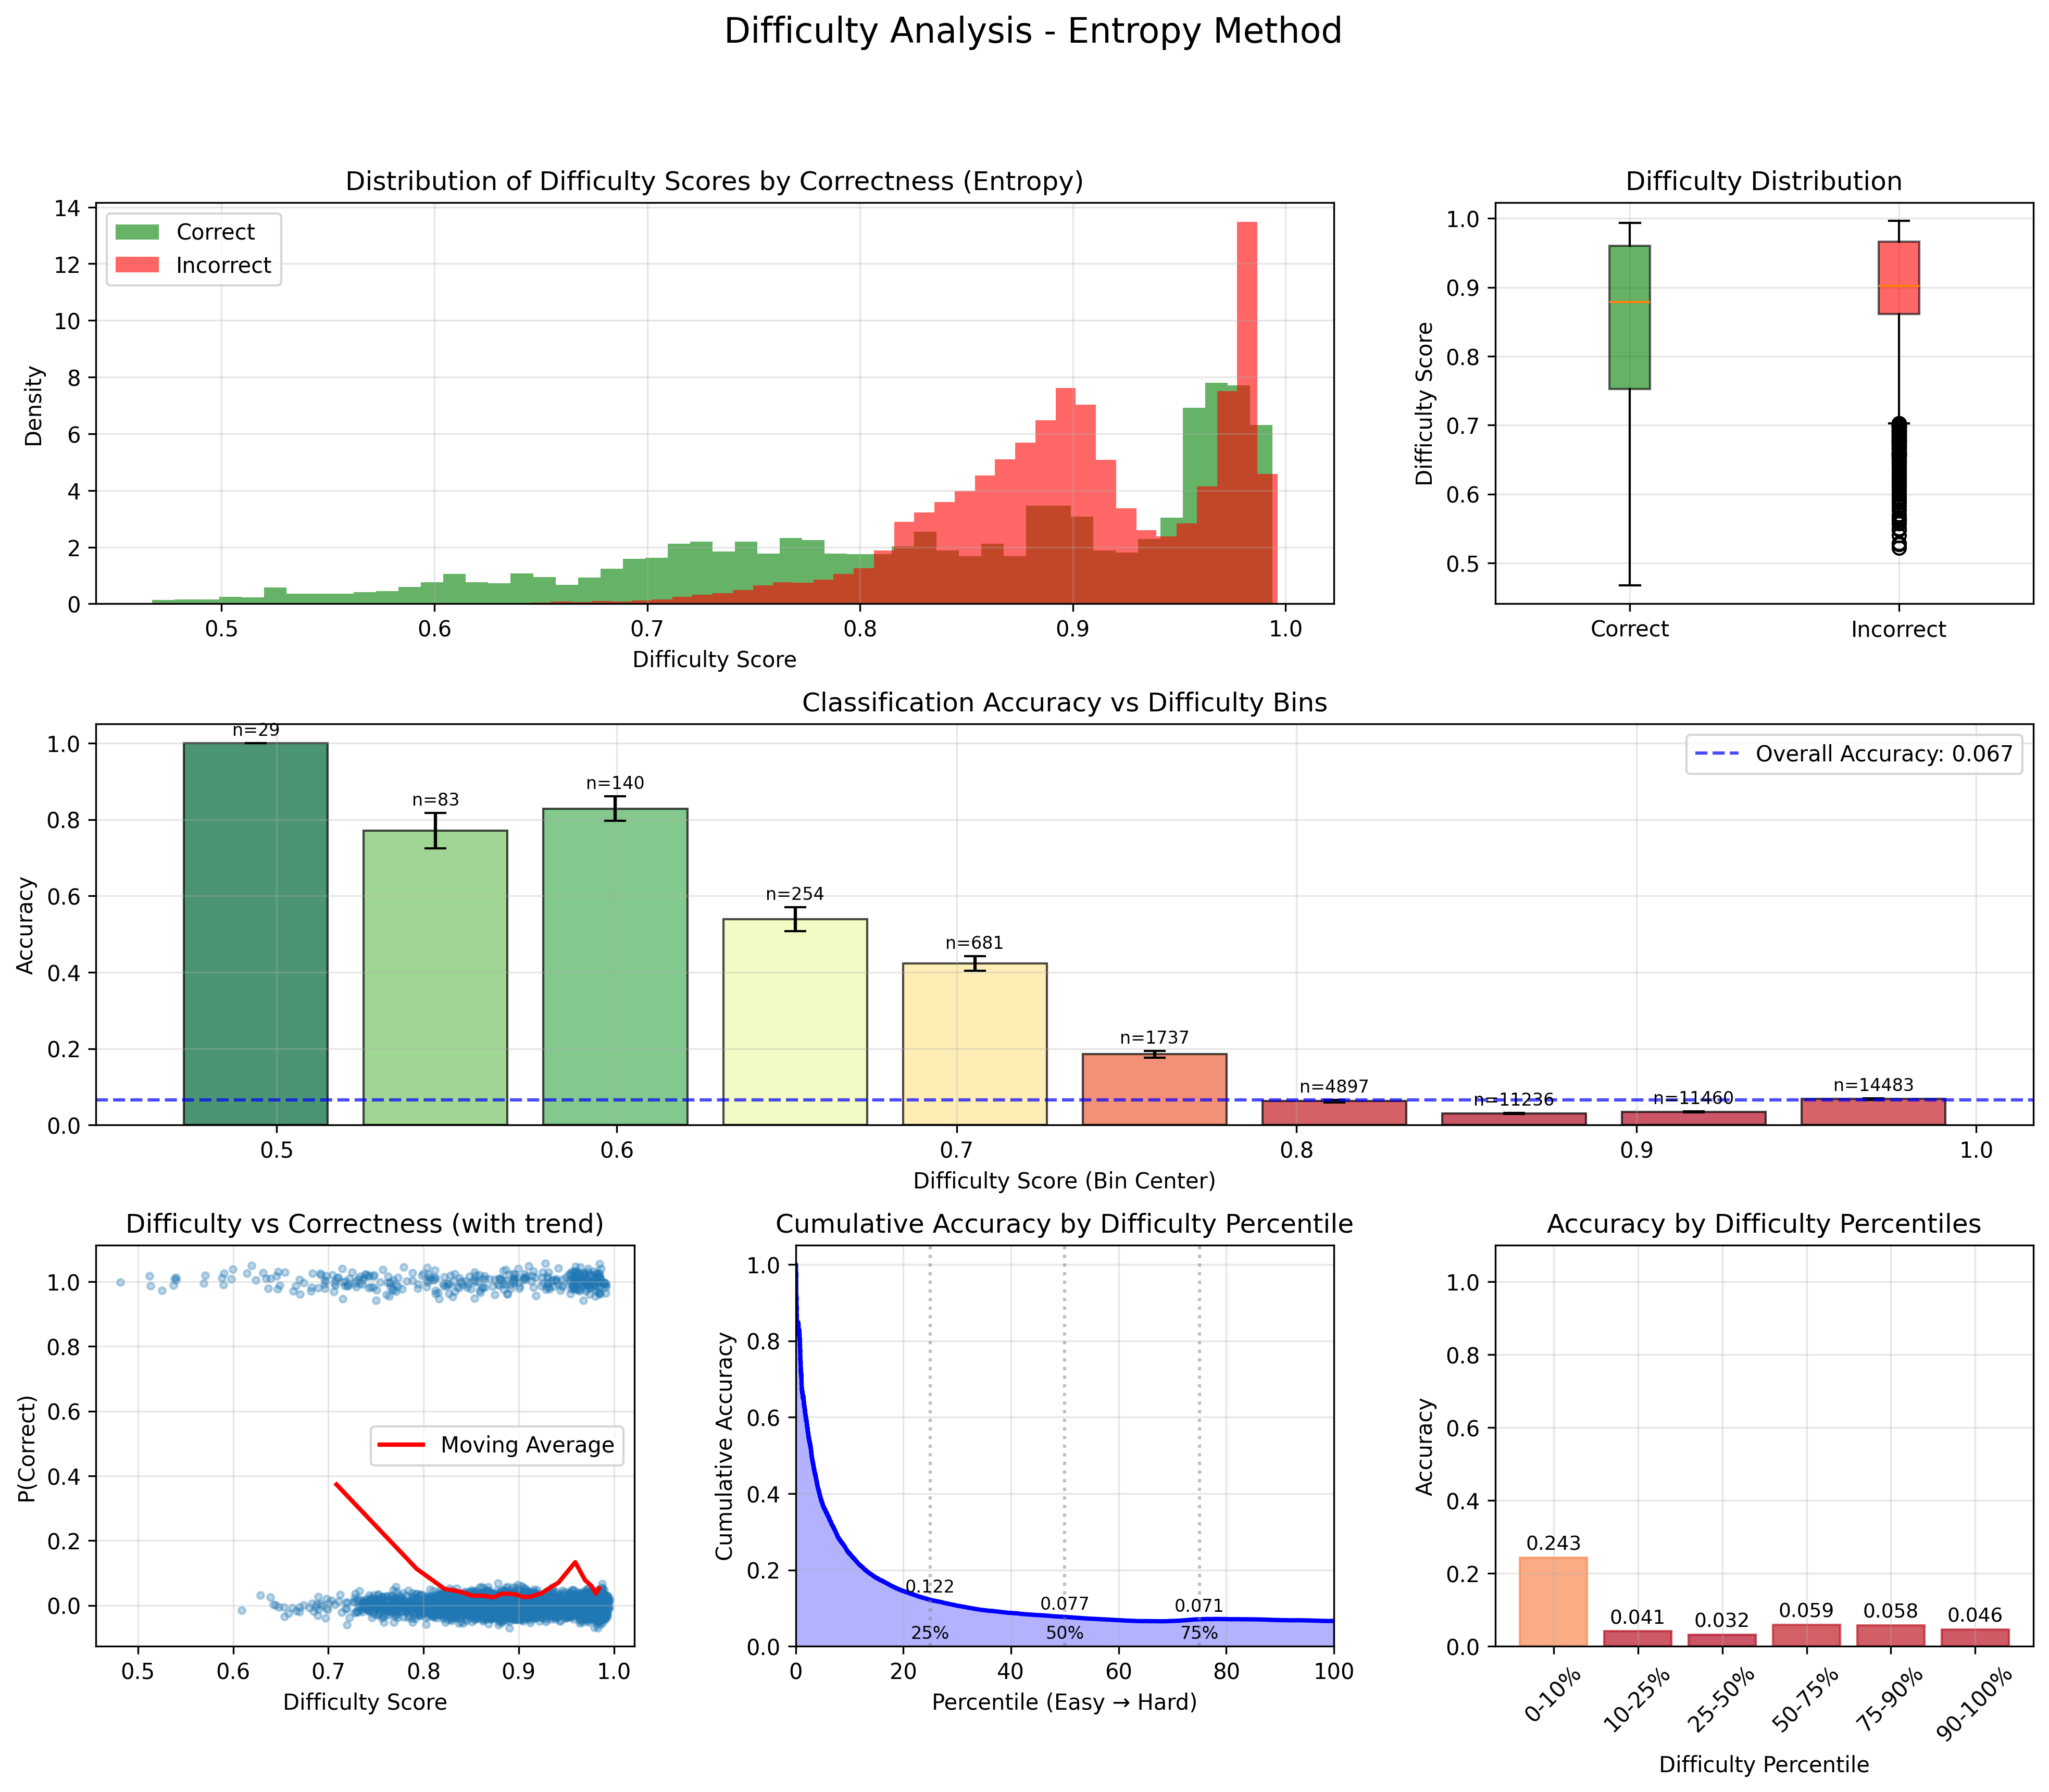 Difficulty Analysis - Entropy Method
Distribution of Difficulty Scores by Correctness (Entropy)
Correct
Incorrect
Density
14
12
10
8
6
4
2
0
0.5 0.6 0.7 0.8 0.9 1.0
Difficulty Score
Difficulty Distribution
Difficulty Score
1.0
0.9
0.8
0.7
0.6
0.5
Correct Incorrect
Classification Accuracy vs Difficulty Bins
Overall Accuracy: 0.067
Accuracy
1.0
0.8
0.6
0.4
0.2
0.0
n=29
n=83
n=140
n=254
n=681
n=1737
n=4897
n=11236
n=11460
n=14483
0.5 0.6 0.7 0.8 0.9 1.0
Difficulty Score (Bin Center)
Difficulty vs Correctness (with trend)
P(Correct)
1.0
0.8
0.6
0.4
0.2
0.0
Moving Average
0.5 0.6 0.7 0.8 0.9 1.0
Difficulty Score
Cumulative Accuracy by Difficulty Percentile
Cumulative Accuracy
1.0
0.8
0.6
0.4
0.2
0.0
0.122
0.077
0.071
25%
50%
75%
0 20 40 60 80 100
Percentile (Easy → Hard)
Accuracy by Difficulty Percentiles
Accuracy
1.0
0.8
0.6
0.4
0.2
0.0
0.243
0.041
0.032
0.059
0.058
0.046
0-10%
10-25%
25-50%
50-75%
75-90%
90-100%
Difficulty Percentile